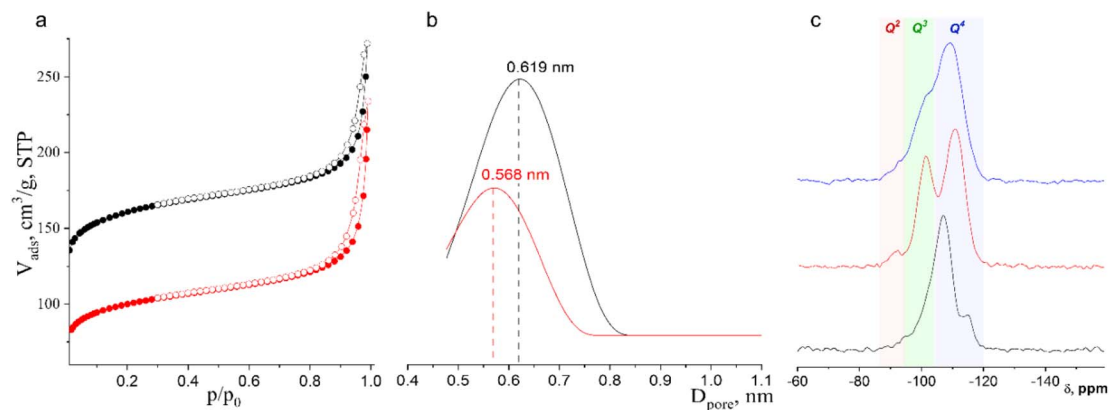 a
V_ads, cm³/g, STP
250
200
150
100
0.2 0.4 0.6 0.8 1.0
p/p₀
b
0.619 nm
0.568 nm
0.4 0.5 0.6 0.7 0.8 0.9 1.0 1.1
D_pore, nm
c
Q² Q³ Q⁴
-60 -80 -100 -120 -140
δ, ppm